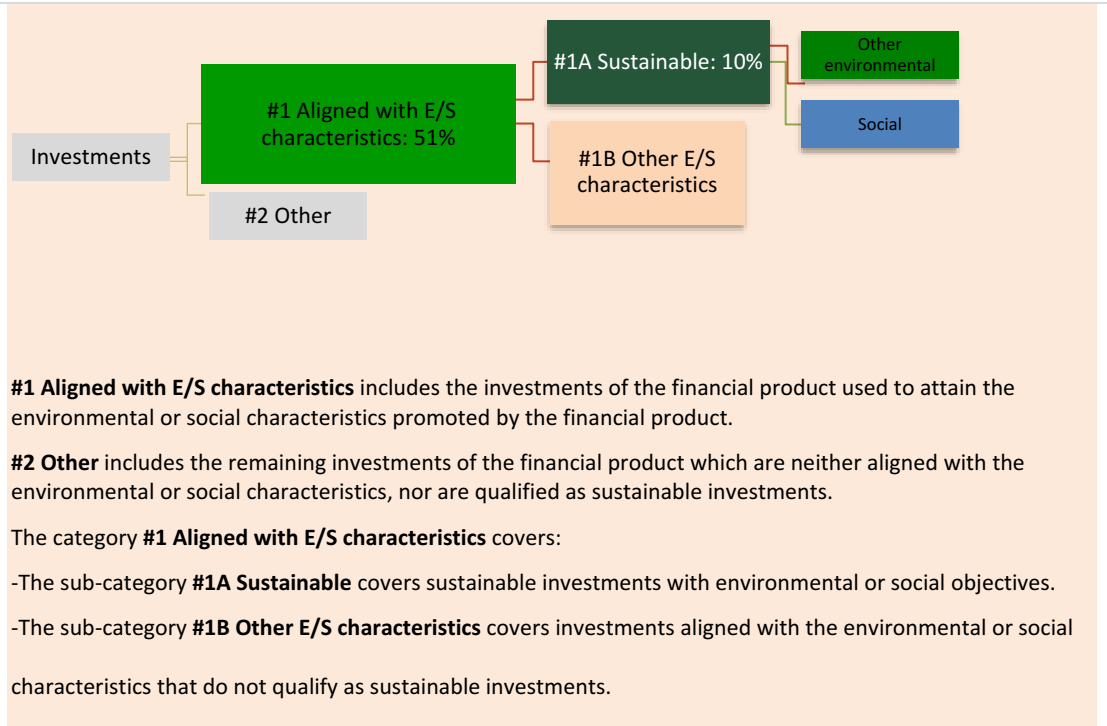 Investments
#1 Aligned with E/S
characteristics: 51%
#2 Other
#1A Sustainable: 10%
#1B Other E/S
characteristics
Other
environmental
Social
#1 Aligned with E/S characteristics includes the investments of the financial product used to attain the
environmental or social characteristics promoted by the financial product.
#2 Other includes the remaining investments of the financial product which are neither aligned with the
environmental or social characteristics, nor are qualified as sustainable investments.
The category #1 Aligned with E/S characteristics covers:
-The sub-category #1A Sustainable covers sustainable investments with environmental or social objectives.
-The sub-category #1B Other E/S characteristics covers investments aligned with the environmental or social
characteristics that do not qualify as sustainable investments.